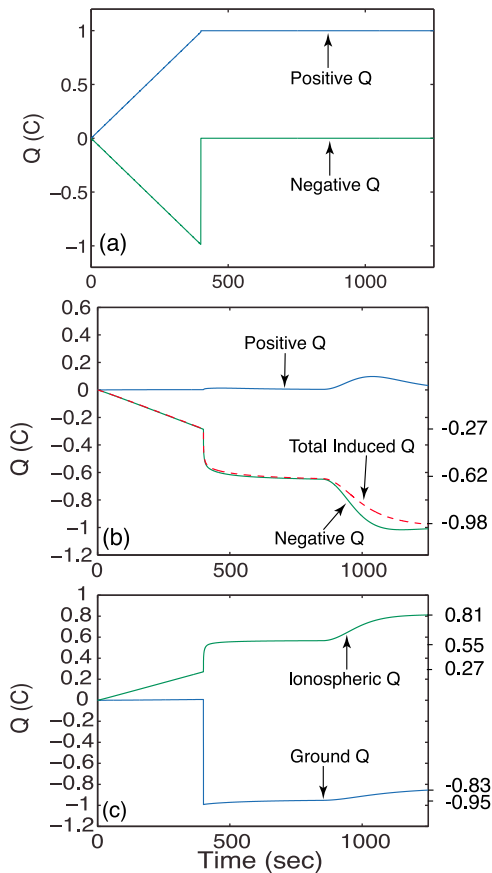 1
0.5
0
−0.5
−1
Q (C)
Positive Q
Negative Q
(a)
0 500 1000
0.6
0.4
0.2
0
−0.2
−0.4
−0.6
−0.8
−1
−1.2
Q (C)
Positive Q
Total Induced Q
Negative Q
-0.27
-0.62
-0.98
(b)
0 500 1000
1
0.8
0.6
0.4
0.2
0
−0.2
−0.4
−0.6
−0.8
−1
−1.2
Q (C)
Ionospheric Q
Ground Q
0.81
0.55
0.27
-0.83
-0.95
(c)
0 500 1000
Time (sec)